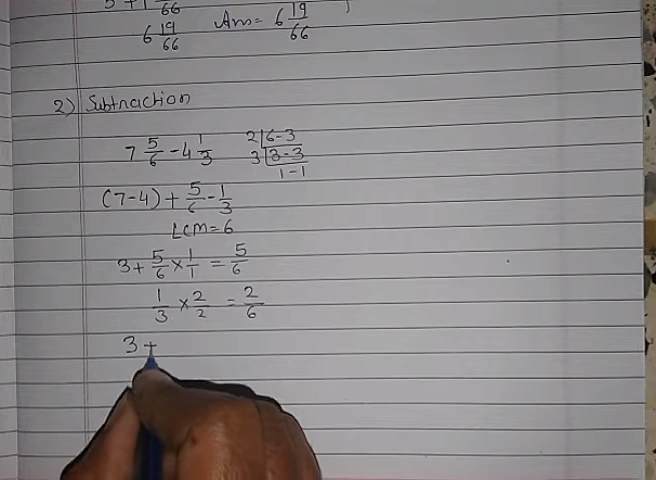 6 19/66 Ans = 6 19/66
2) Subtraction
7 5/6 - 4 1/3 2 | 6 - 3
3 | 3 - 3
1 - 1
(7-4) + 5/6 - 1/3
LCM = 6
3 + 5/6 × 1/1 = 5/6
1/3 × 2/2 = 2/6
3 +